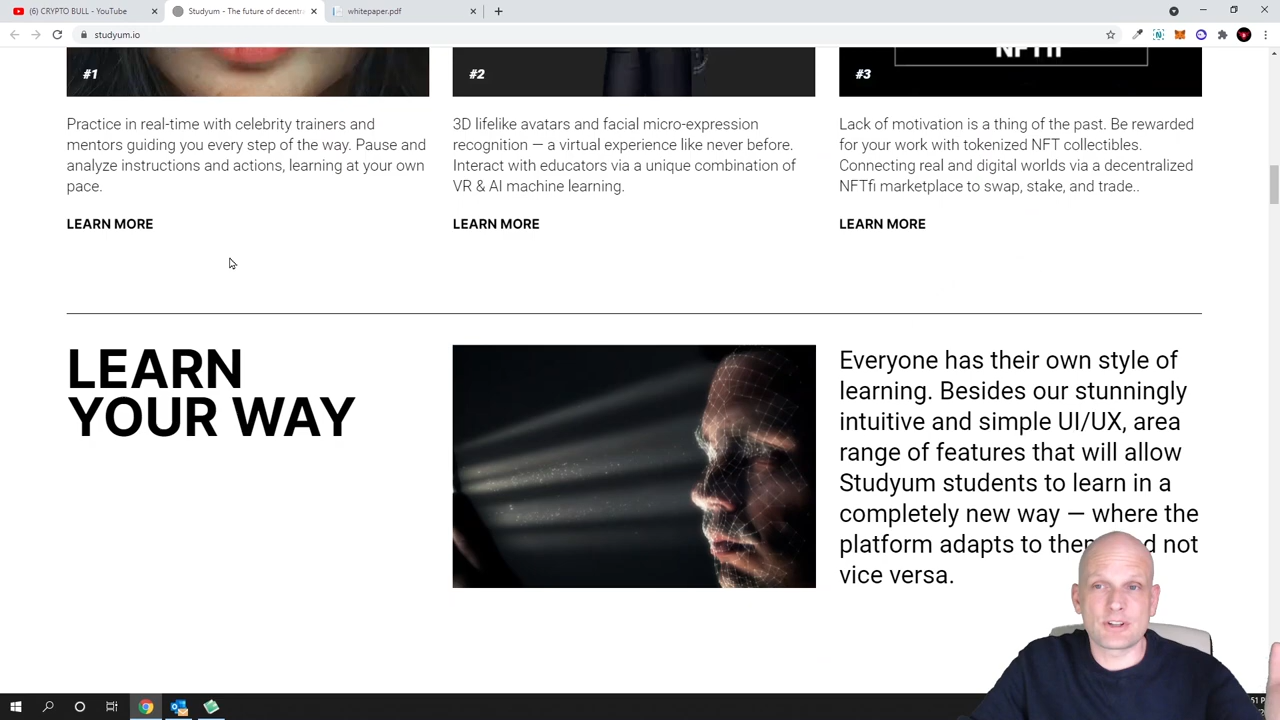 (6) CRYPTO BULL - YouTube
Studyum - The future of decentr
whitepaper.pdf
studyum.io
#1
#2
NFTfi
#3
Practice in real-time with celebrity trainers and
mentors guiding you every step of the way. Pause and
analyze instructions and actions, learning at your own
pace.
LEARN MORE
3D lifelike avatars and facial micro-expression
recognition — a virtual experience like never before.
Interact with educators via a unique combination of
VR & AI machine learning.
LEARN MORE
Lack of motivation is a thing of the past. Be rewarded
for your work with tokenized NFT collectibles.
Connecting real and digital worlds via a decentralized
NFTfi marketplace to swap, stake, and trade..
LEARN MORE
LEARN
YOUR WAY
Everyone has their own style of
learning. Besides our stunningly
intuitive and simple UI/UX, area
range of features that will allow
Studyum students to learn in a
completely new way — where the
platform adapts to not
vice versa.